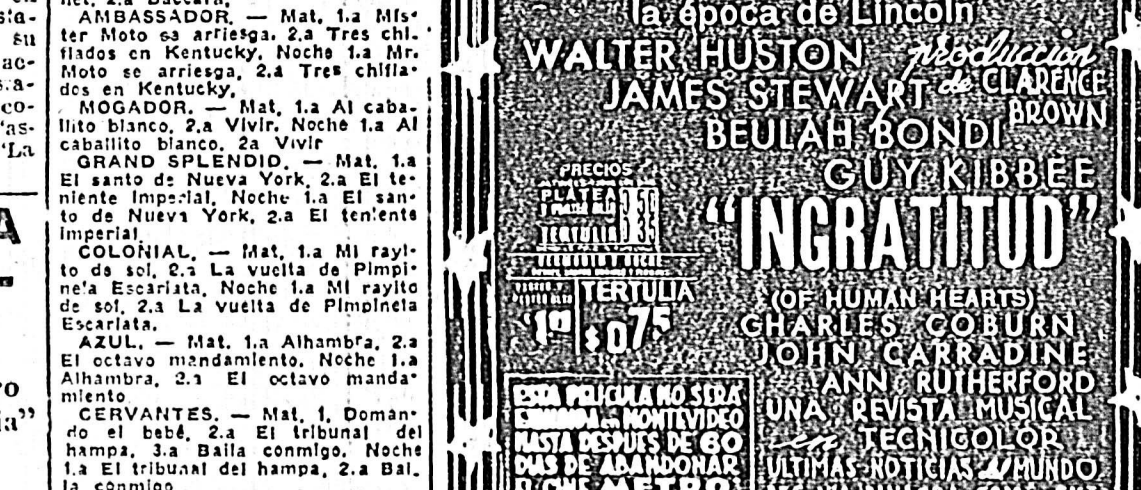 AMBASSADOR. — Mat. 1.a Mís-
ter Moto se arriesga. 2.a Tres chi-
flados en Kentucky. Noche 1.a Mr.
Moto se arriesga, 2.a Tres chifla-
dos en Kentucky.
MOGADOR. — Mat. 1.a Al caba-
llito blanco, 2.a Vivir. Noche 1.a Al
caballito blanco. 2a Vivir
GRAND SPLENDID. — Mat. 1.a
El santo de Nueva York, 2.a El te-
niente Imperial, Noche 1.a El san-
to de Nueva York, 2.a El teniente
imperial
COLONIAL. — Mat. 1.a Mi rayi-
to de sol, 2.a La vuelta de Pimpi-
nela Escarlata, Noche 1.a Mi rayito
de sol, 2.a La vuelta de Pimpinela
Escarlata.
AZUL. — Mat. 1.a Alhambra, 2.a
El octavo mandamiento. Noche 1.a
Alhambra, 2.a El octavo manda-
miento
CERVANTES. — Mat. 1. Doman-
do el bebé, 2.a El tribunal del
hampa, 3.a Baila conmigo. Noche
1.a El tribunal del hampa, 2.a Bai-
la conmigo
la época de Lincoln
WALTER HUSTON
producción
de CLARENCE
BROWN
JAMES STEWART
BEULAH BONDI
GUY KIBBEE
"INGRATITUD"
(OF HUMAN HEARTS)
PRECIOS
PLATEA
TERTULIA
TERTULIA
$0.75
CHARLES COBURN
JOHN CARRADINE
ANN RUTHERFORD
UNA REVISTA MUSICAL
en TECNICOLOR
ULTIMAS NOTICIAS del MUNDO
ESTA PELICULA NO SERÁ
EXHIBIDA en MONTEVIDEO
HASTA DESPUES DE 60
DIAS DE ABANDONAR
EL CINE METRO